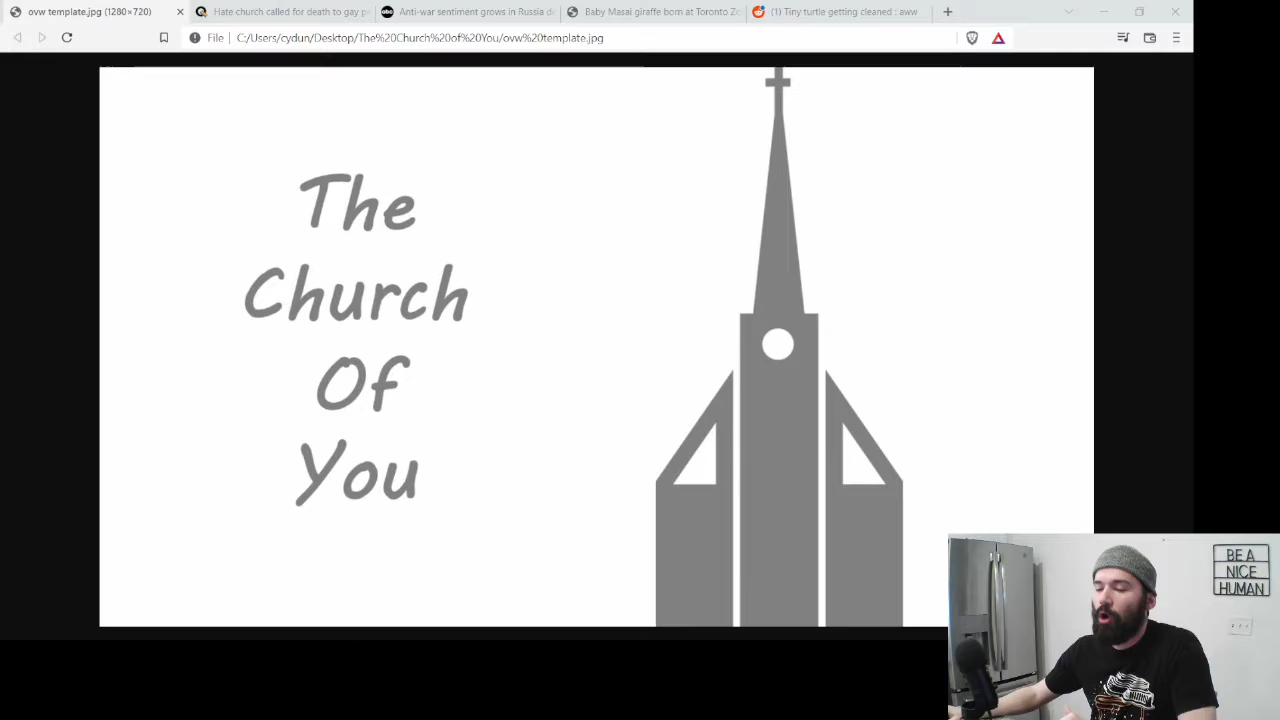 ovw template.jpg (1280×720)
Hate church called for death to gay p
Anti-war sentiment grows in Russia d
Baby Masai giraffe born at Toronto Z
(1) Tiny turtle getting cleaned : aww
File
C:/Users/cydun/Desktop/The%20Church%20of%20You/ovw%20template.jpg
The
Church
Of
You
BE A
NICE
HUMAN